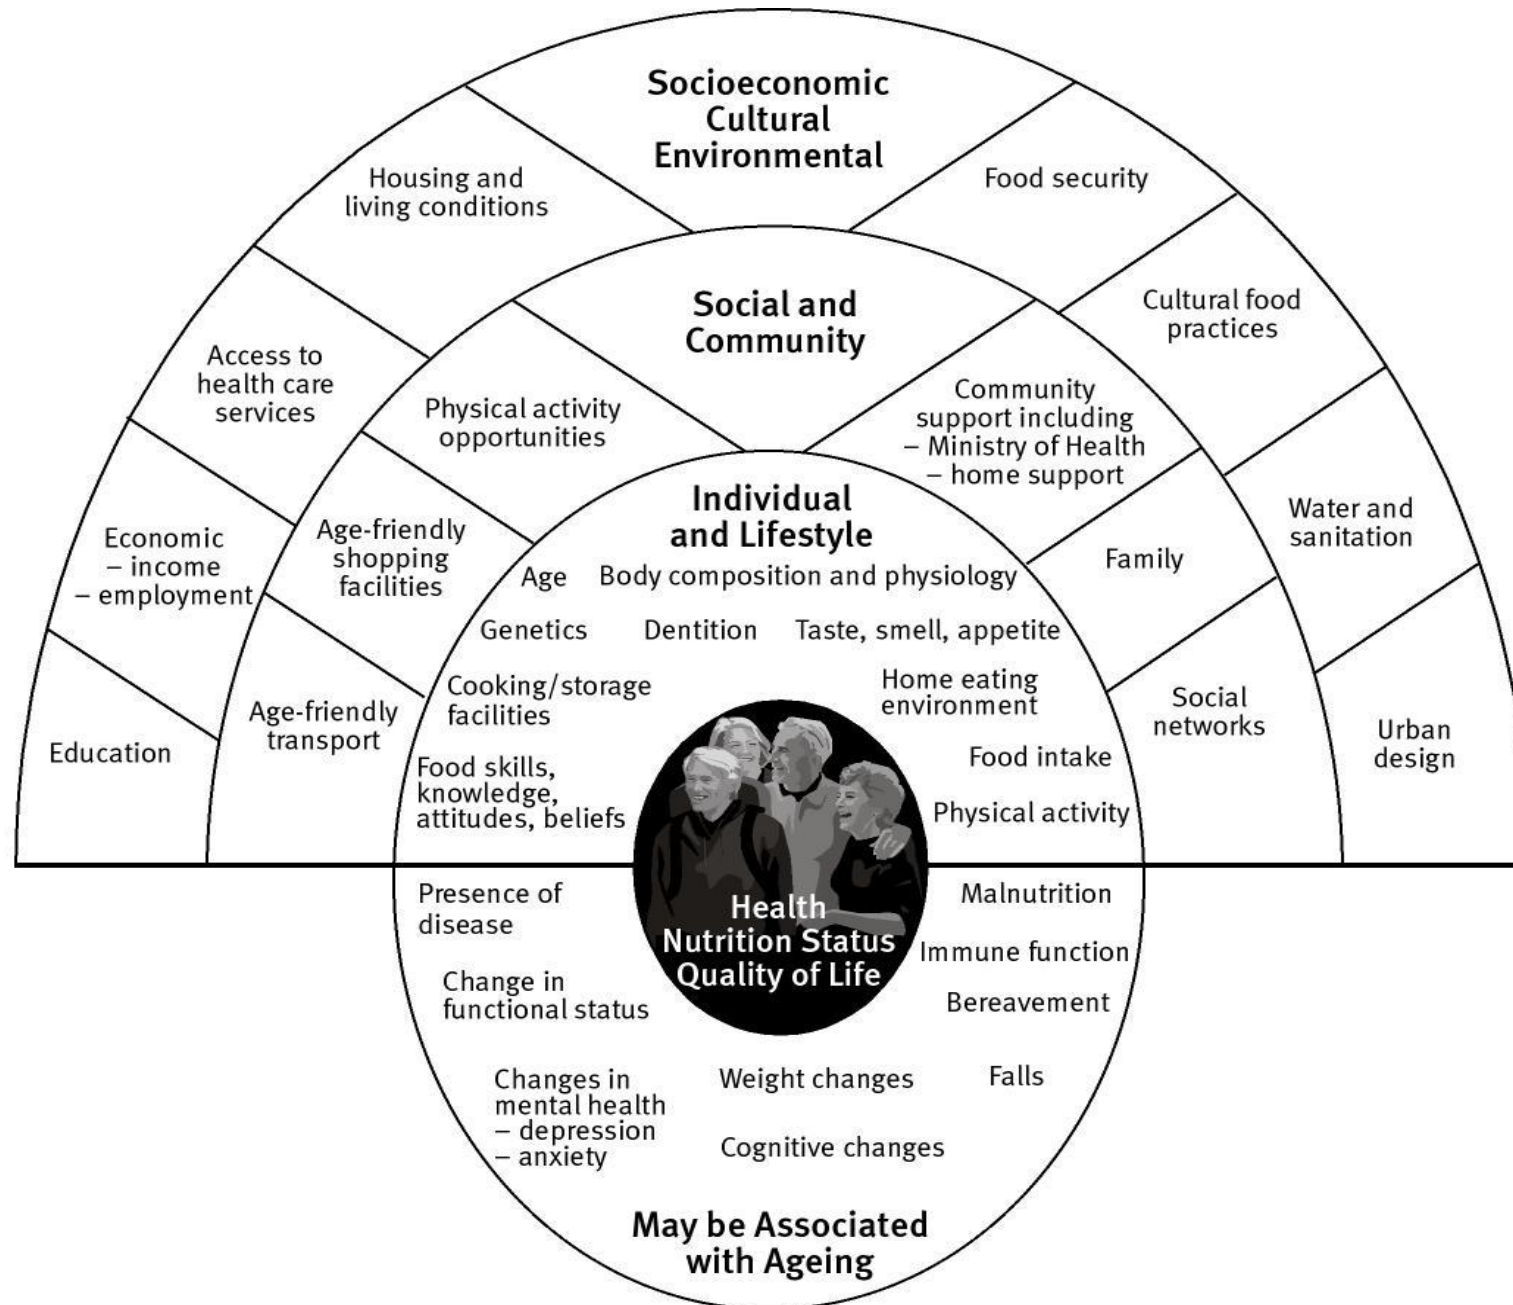 Socioeconomic
Cultural
Environmental
Housing and
living conditions
Food security
Access to
health care
services
Cultural food
practices
Economic
– income
– employment
Water and
sanitation
Education
Urban
design
Social and
Community
Physical activity
opportunities
Community
support including
– Ministry of Health
– home support
Age-friendly
shopping
facilities
Family
Age-friendly
transport
Social
networks
Individual
and Lifestyle
Age
Body composition and physiology
Genetics
Dentition
Taste, smell, appetite
Cooking/storage
facilities
Home eating
environment
Food skills,
knowledge,
attitudes, beliefs
Food intake
Physical activity
Health
Nutrition Status
Quality of Life
Presence of
disease
Malnutrition
Immune function
Change in
functional status
Bereavement
Changes in
mental health
– depression
– anxiety
Weight changes
Falls
Cognitive changes
May be Associated
with Ageing